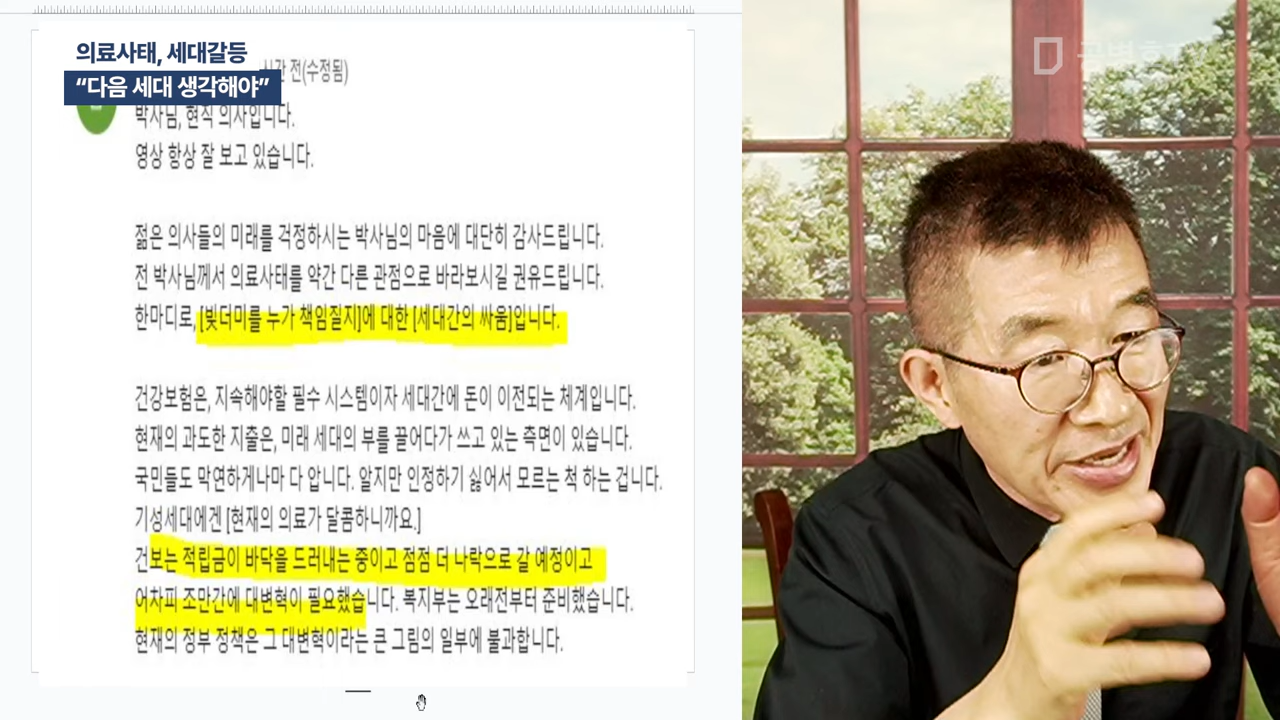 의료사태, 세대갈등
“다음 세대 생각해야”
시간 전(수정됨)
박사님, 현직 의사입니다.
영상 항상 잘 보고 있습니다.
젊은 의사들의 미래를 걱정하시는 박사님의 마음에 대단히 감사드립니다.
전 박사님께서 의료사태를 약간 다른 관점으로 바라보시길 권유드립니다.
한마디로, [빚더미를 누가 책임질지]에 대한 [세대간의 싸움]입니다.
건강보험은, 지속해야할 필수 시스템이자 세대간에 돈이 이전되는 체계입니다.
현재의 과도한 지출은, 미래 세대의 부를 끌어다가 쓰고 있는 측면이 있습니다.
국민들도 막연하게나마 다 압니다. 알지만 인정하기 싫어서 모르는 척 하는 겁니다.
기성세대에겐 [현재의 의료가 달콤하니까요.]
건보는 적립금이 바닥을 드러내는 중이고 점점 더 나락으로 갈 예정이고
어차피 조만간에 대변혁이 필요했습니다. 복지부는 오래전부터 준비했습니다.
현재의 정부 정책은 그 대변혁이라는 큰 그림의 일부에 불과합니다.